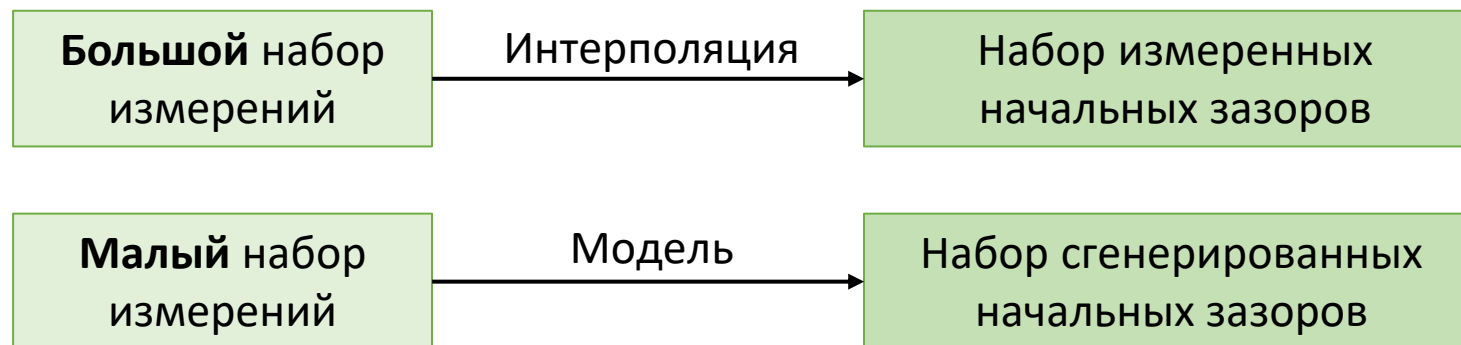 Большой набор
измерений
Интерполяция
Набор измеренных
начальных зазоров
Малый набор
измерений
Модель
Набор сгенерированных
начальных зазоров